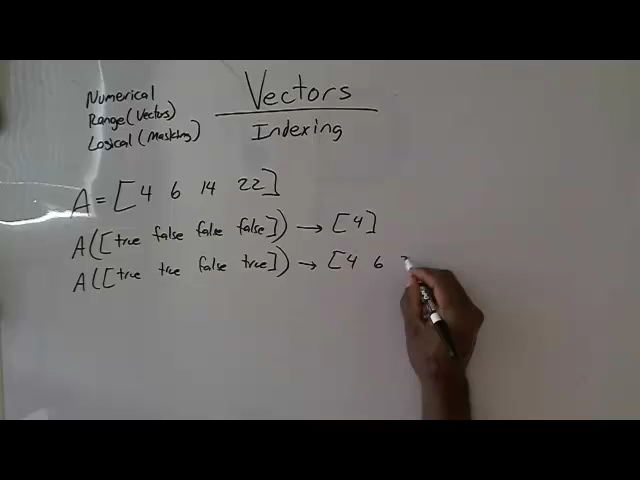 Vectors
Indexing
Numerical
Range(Vectors)
Logical(Masking)
A = [4 6 14 22]
A([true false false false]) → [4]
A([true true false true]) → [4 6